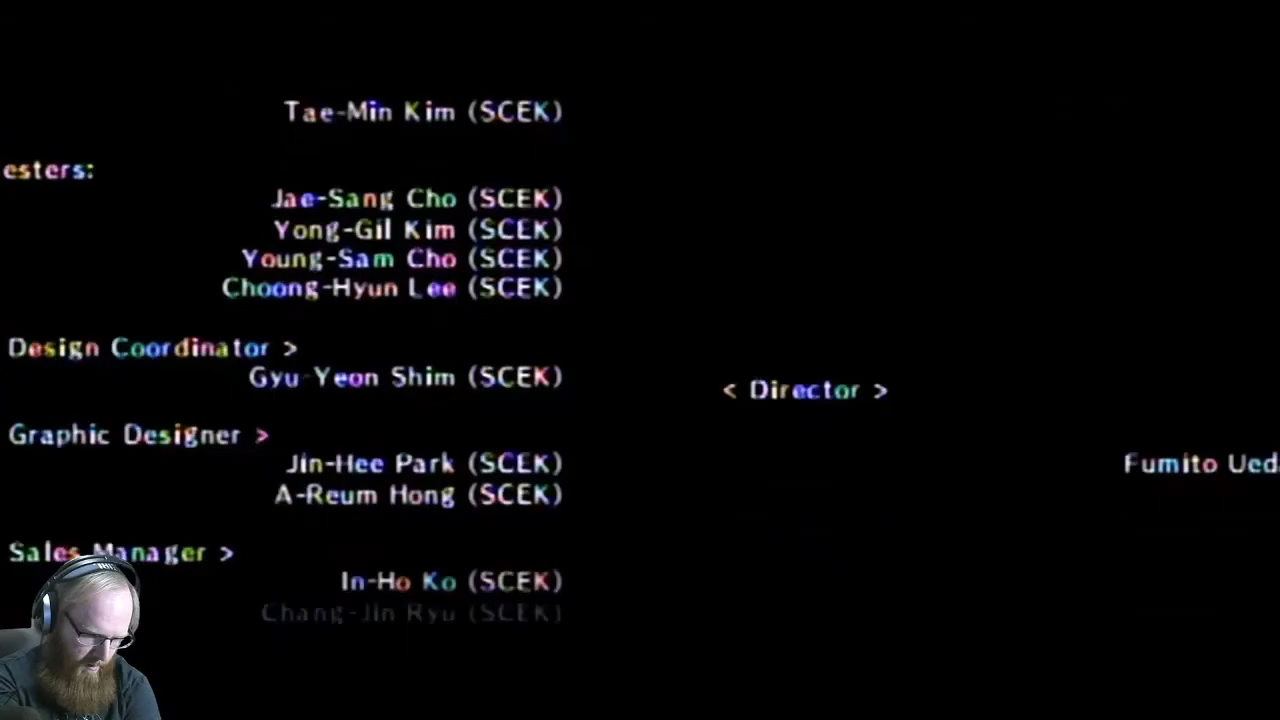 Tae-Min Kim (SCEK)
esters:
Jae-Sang Cho (SCEK)
Yong-Gil Kim (SCEK)
Young-Sam Cho (SCEK)
Choong-Hyun Lee (SCEK)
Design Coordinator >
Gyu-Yeon Shim (SCEK)
Graphic Designer >
Jin-Hee Park (SCEK)
A-Reum Hong (SCEK)
Sales Manager >
In-Ho Ko (SCEK)
Chang-Jin Ryu (SCEK)
< Director >
Fumito Ued